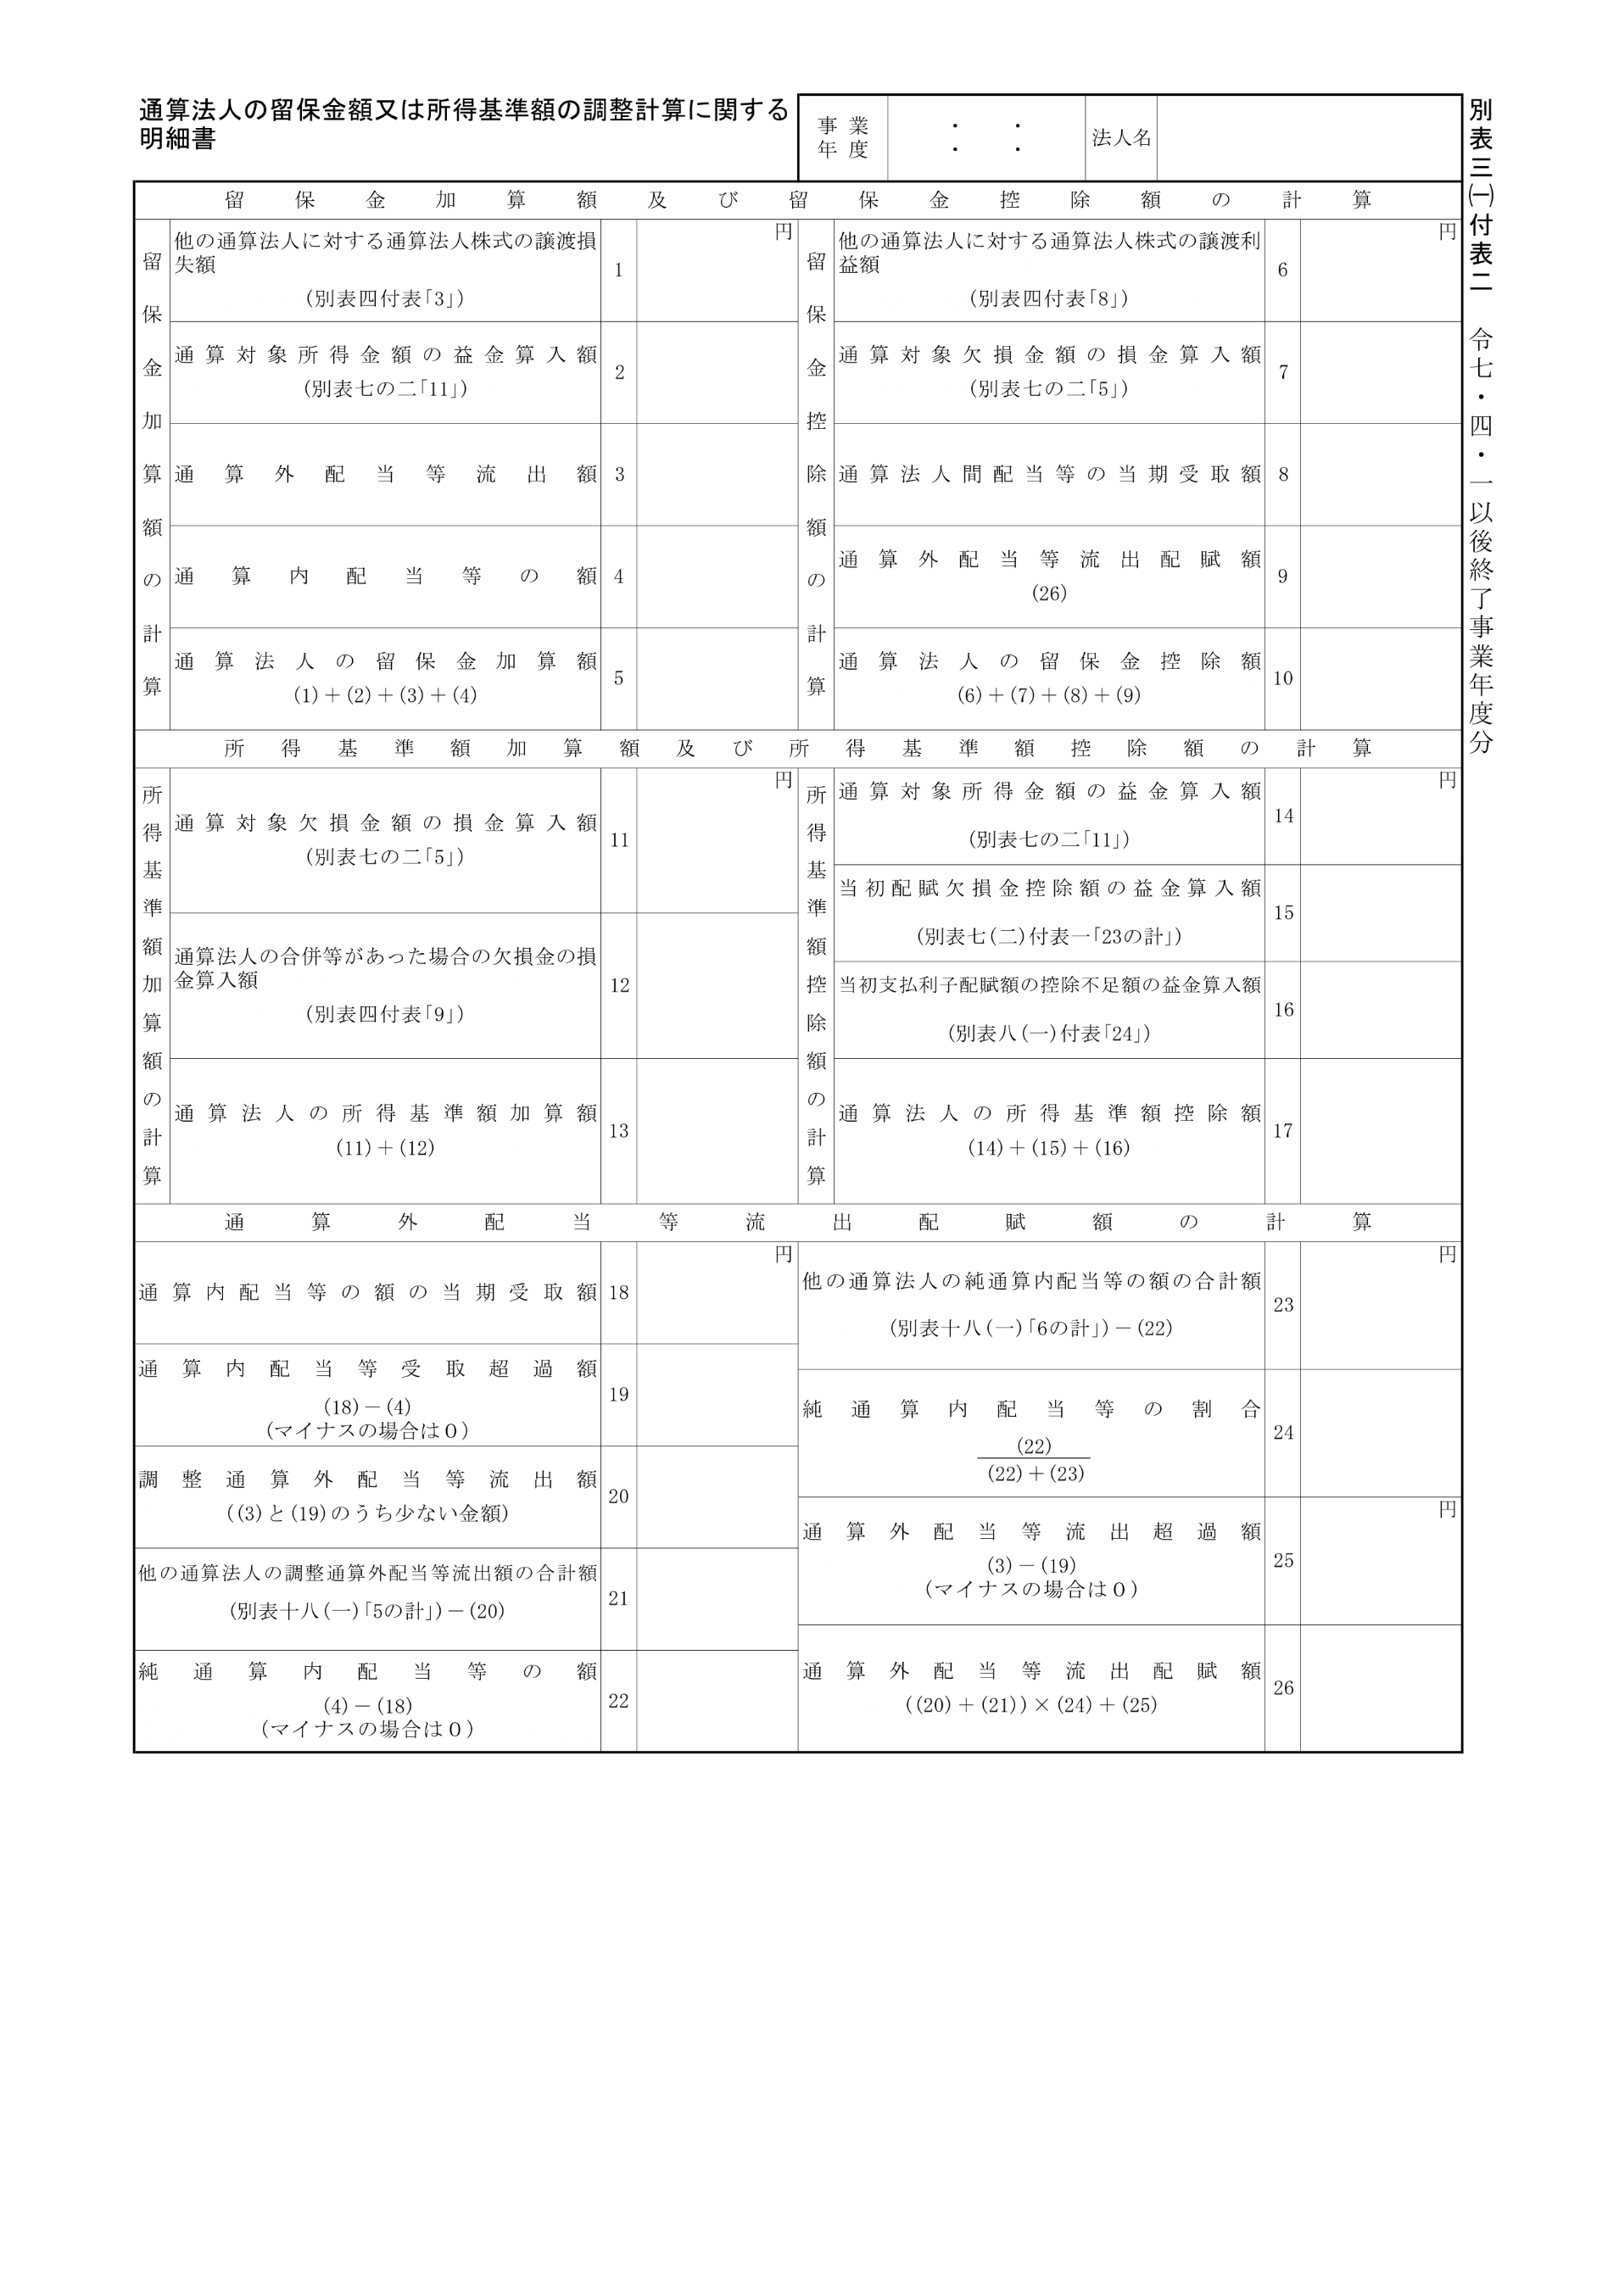 通算法人の留保金額又は所得基準額の調整計算に関する
明細書
事業
年度
・ ・
・ ・
法人名
別表三(一)付表二 令七・四・一以後終了事業年度分
留保金加算額及び留保金控除額の計算
留保金加算額の計算
他の通算法人に対する通算法人株式の譲渡損
失額
(別表四付表「3」)
1
円
通算対象所得金額の益金算入額
(別表七の二「11」)
2
通算外配当等流出額
3
通算内配当等の額
4
通算法人の留保金加算額
(1)+(2)+(3)+(4)
5
留保金控除額の計算
他の通算法人に対する通算法人株式の譲渡利
益額
(別表四付表「8」)
6
円
通算対象欠損金額の損金算入額
(別表七の二「5」)
7
通算法人間配当等の当期受取額
8
通算外配当等流出配賦額
(26)
9
通算法人の留保金控除額
(6)+(7)+(8)+(9)
10
所得基準額加算額及び所得基準額控除額の計算
所得基準額加算額の計算
通算対象欠損金額の損金算入額
(別表七の二「5」)
11
円
通算法人の合併等があった場合の欠損金の損
金算入額
(別表四付表「9」)
12
通算法人の所得基準額加算額
(11)+(12)
13
所得基準額控除額の計算
通算対象所得金額の益金算入額
(別表七の二「11」)
14
円
当初配賦欠損金控除額の益金算入額
(別表七(二)付表一「23の計」)
15
当初支払利子配賦額の控除不足額の益金算入額
(別表八(一)付表「24」)
16
通算法人の所得基準額控除額
(14)+(15)+(16)
17
通算外配当等流出配賦額の計算
通算内配当等の額の当期受取額
18
円
通算内配当等受取超過額
(18)-(4)
(マイナスの場合は0)
19
調整通算外配当等流出額
((3)と(19)のうち少ない金額)
20
他の通算法人の調整通算外配当等流出額の合計額
(別表十八(一)「5の計」)-(20)
21
純通算内配当等の額
(4)-(18)
(マイナスの場合は0)
22
他の通算法人の純通算内配当等の額の合計額
(別表十八(一)「6の計」)-(22)
23
円
純通算内配当等の割合
(22)
(22)+(23)
24
通算外配当等流出超過額
(3)-(19)
(マイナスの場合は0)
25
円
通算外配当等流出配賦額
((20)+(21))×(24)+(25)
26